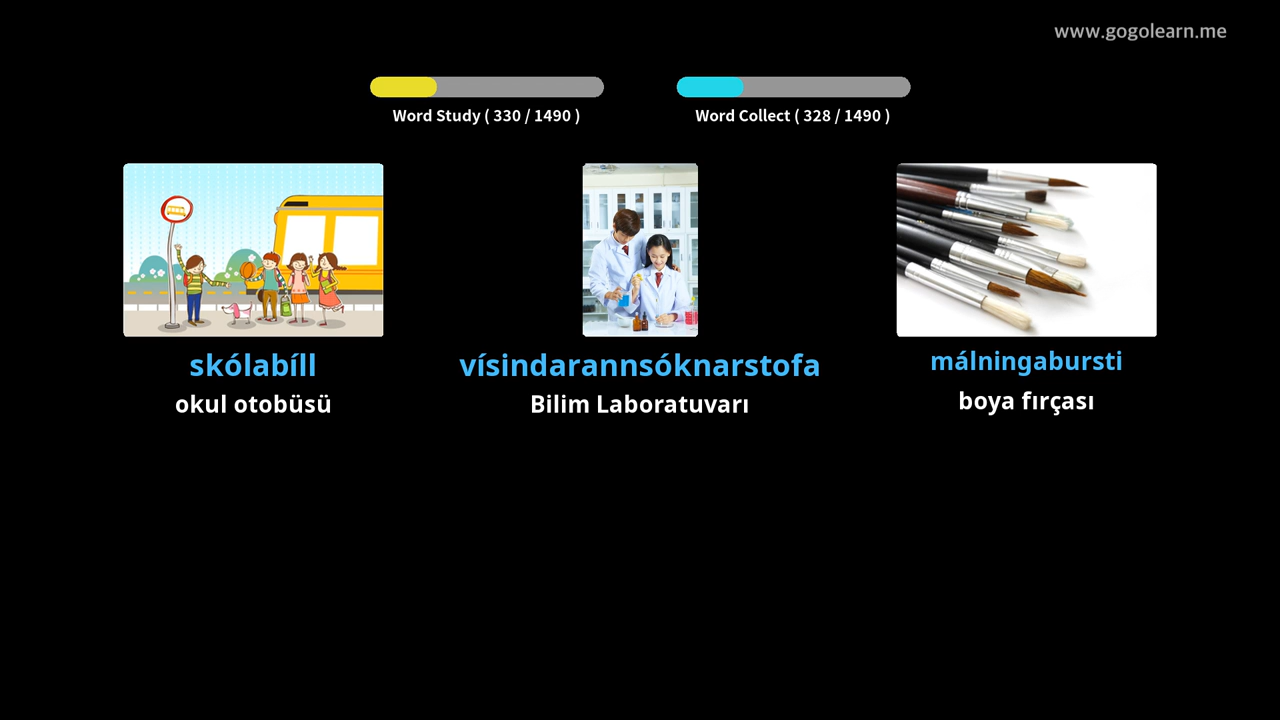 www.gogolearn.me
Word Study ( 330 / 1490 )
Word Collect ( 328 / 1490 )
skólabíll
okul otobüsü
vísindarannsóknarstofa
Bilim Laboratuvarı
málningabursti
boya fırçası